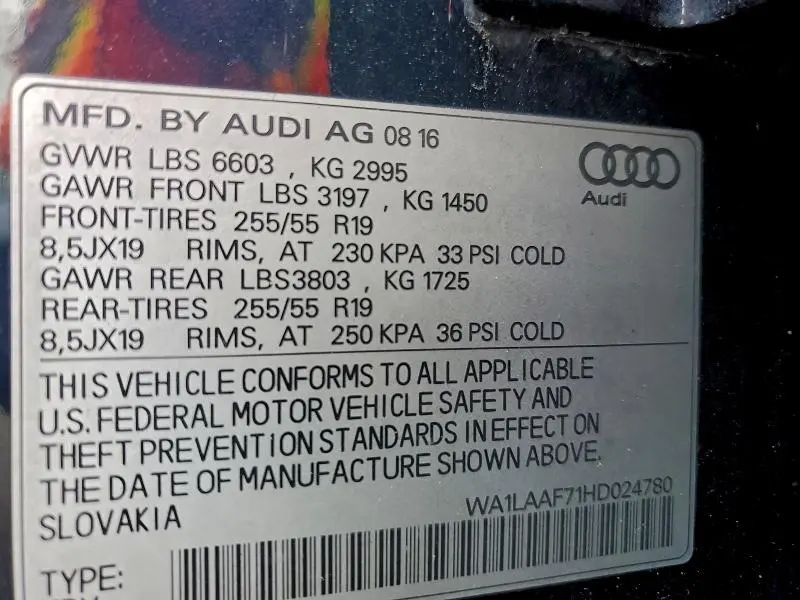 MFD. BY AUDI AG 08 16
GVWR LBS 6603 , KG 2995
GAWR FRONT LBS 3197 , KG 1450
FRONT-TIRES 255/55 R19
8,5JX19 RIMS, AT 230 KPA 33 PSI COLD
GAWR REAR LBS3803 , KG 1725
REAR-TIRES 255/55 R19
8,5JX19 RIMS, AT 250 KPA 36 PSI COLD
Audi
THIS VEHICLE CONFORMS TO ALL APPLICABLE
U.S. FEDERAL MOTOR VEHICLE SAFETY AND
THEFT PREVENTION STANDARDS IN EFFECT ON
THE DATE OF MANUFACTURE SHOWN ABOVE.
SLOVAKIA
WA1LAAF71HD024780
TYPE: